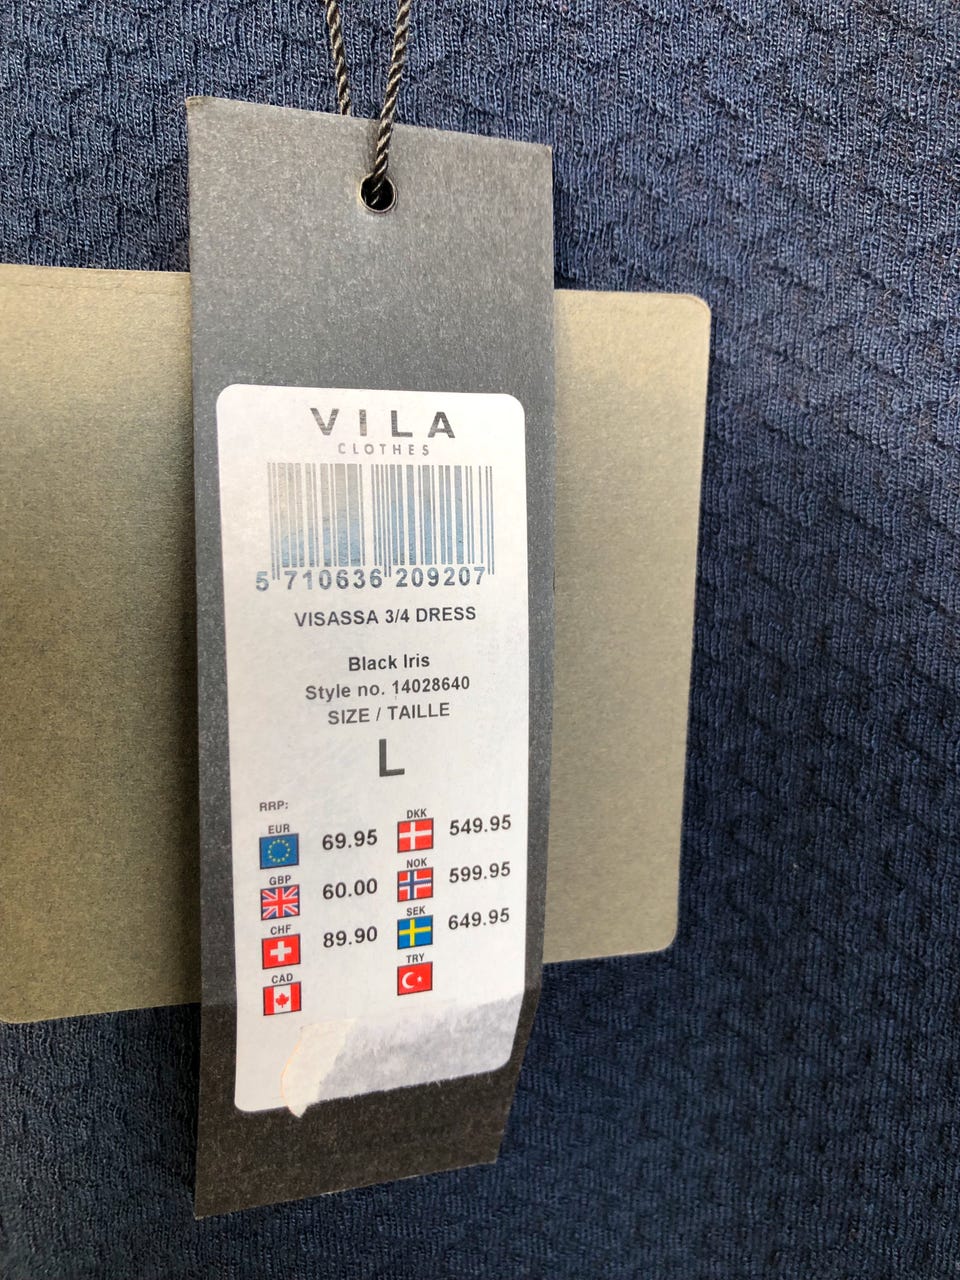 VILA
CLOTHES
5 710636 209207
VISASSA 3/4 DRESS
Black Iris
Style no. 14028640
SIZE / TAILLE
L
RRP:
EUR 69.95 DKK 549.95
GBP 60.00 NOK 599.95
CHF 89.90 SEK 649.95
CAD TRY